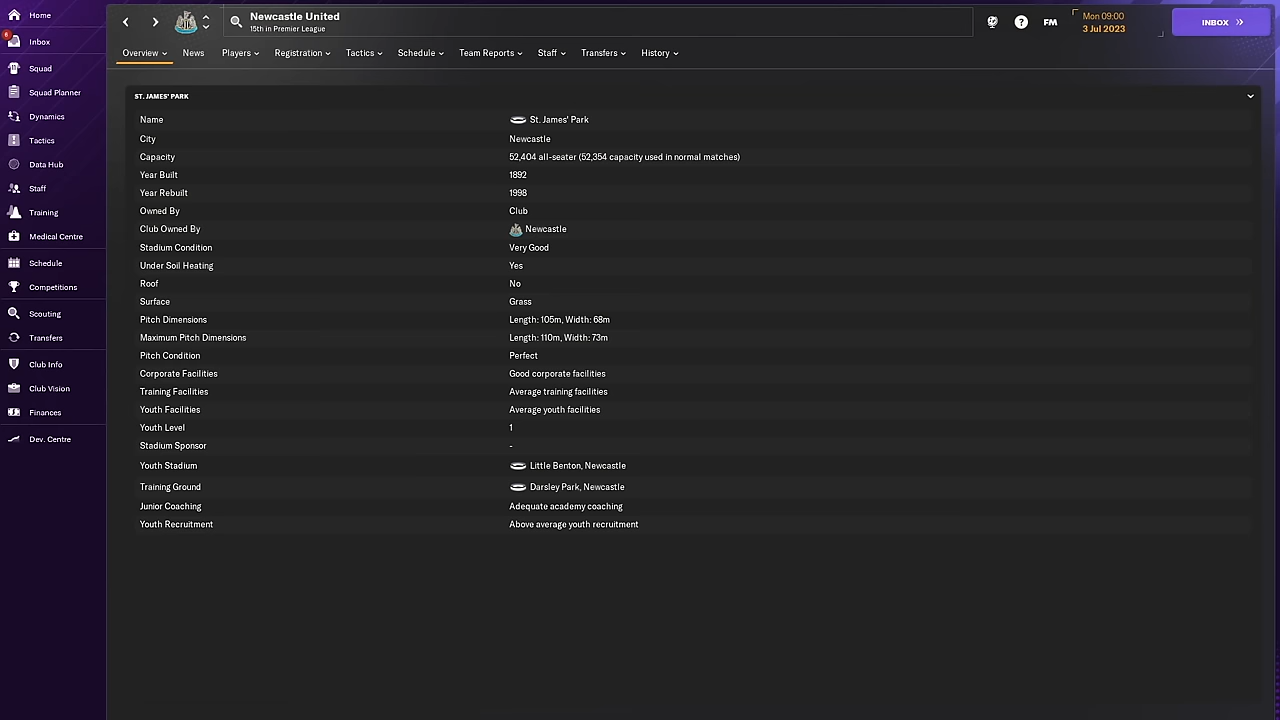 Home
Newcastle United
15th in Premier League
FM
Mon 09:00
3 Jul 2023
INBOX
6
Inbox
Overview
News
Players
Registration
Tactics
Schedule
Team Reports
Staff
Transfers
History
Squad
Squad Planner
Dynamics
Tactics
Data Hub
Staff
Training
Medical Centre
Schedule
Competitions
Scouting
Transfers
Club Info
Club Vision
Finances
Dev. Centre
ST. JAMES' PARK
Name St. James' Park
City Newcastle
Capacity 52,404 all-seater (52,354 capacity used in normal matches)
Year Built 1892
Year Rebuilt 1998
Owned By Club
Club Owned By Newcastle
Stadium Condition Very Good
Under Soil Heating Yes
Roof No
Surface Grass
Pitch Dimensions Length: 105m, Width: 68m
Maximum Pitch Dimensions Length: 110m, Width: 73m
Pitch Condition Perfect
Corporate Facilities Good corporate facilities
Training Facilities Average training facilities
Youth Facilities Average youth facilities
Youth Level 1
Stadium Sponsor -
Youth Stadium Little Benton, Newcastle
Training Ground Darsley Park, Newcastle
Junior Coaching Adequate academy coaching
Youth Recruitment Above average youth recruitment